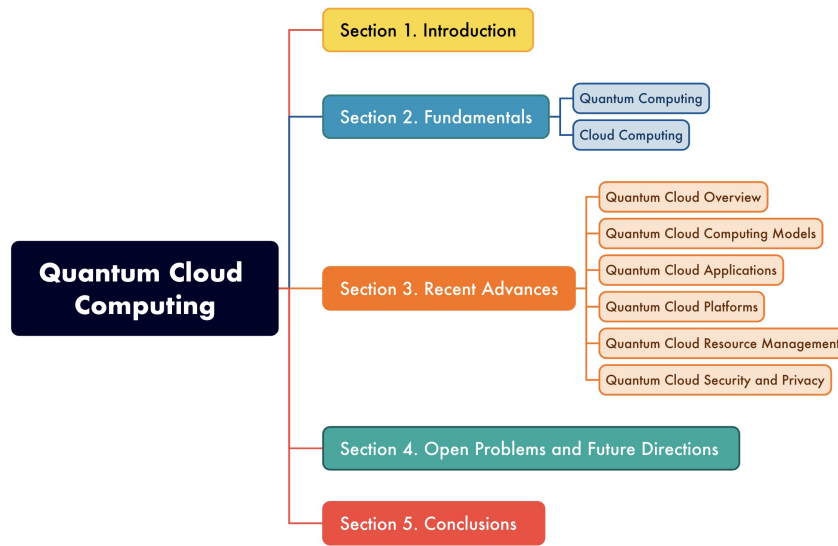 Section 1. Introduction
Section 2. Fundamentals
Quantum Computing
Cloud Computing
Quantum Cloud
Computing
Section 3. Recent Advances
Quantum Cloud Overview
Quantum Cloud Computing Models
Quantum Cloud Applications
Quantum Cloud Platforms
Quantum Cloud Resource Management
Quantum Cloud Security and Privacy
Section 4. Open Problems and Future Directions
Section 5. Conclusions